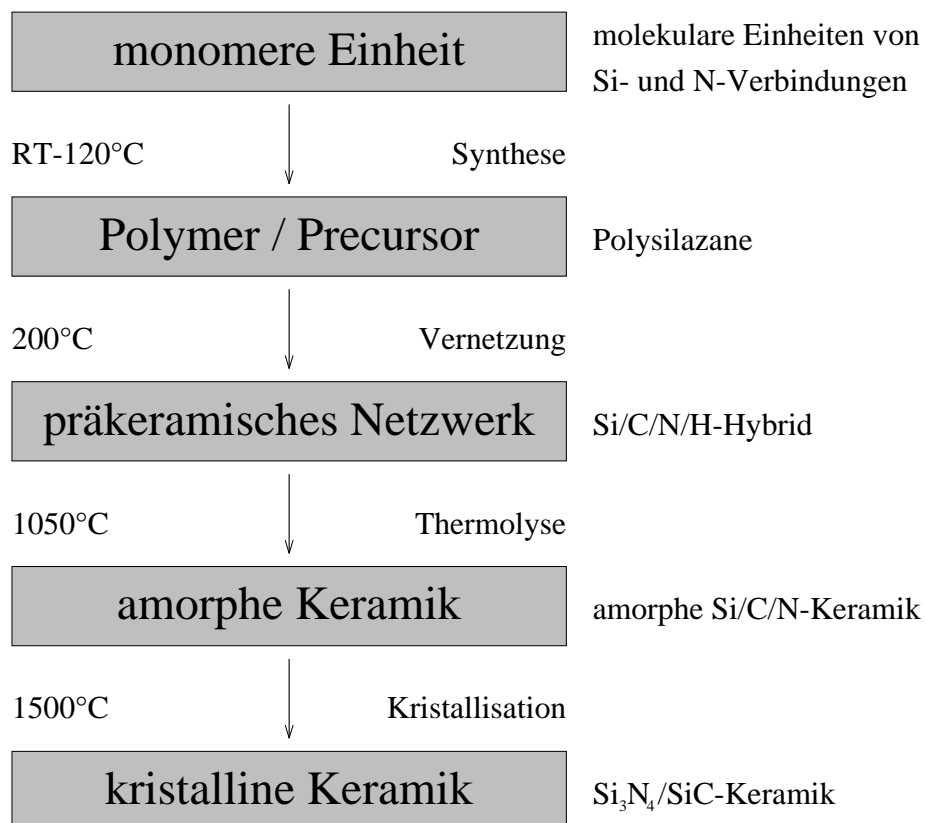 monomere Einheit
molekulare Einheiten von
Si- und N-Verbindungen
RT-120°C Synthese
Polymer / Precursor
Polysilazane
200°C Vernetzung
präkeramisches Netzwerk
Si/C/N/H-Hybrid
1050°C Thermolyse
amorphe Keramik
amorphe Si/C/N-Keramik
1500°C Kristallisation
kristalline Keramik
Si₃N₄/SiC-Keramik